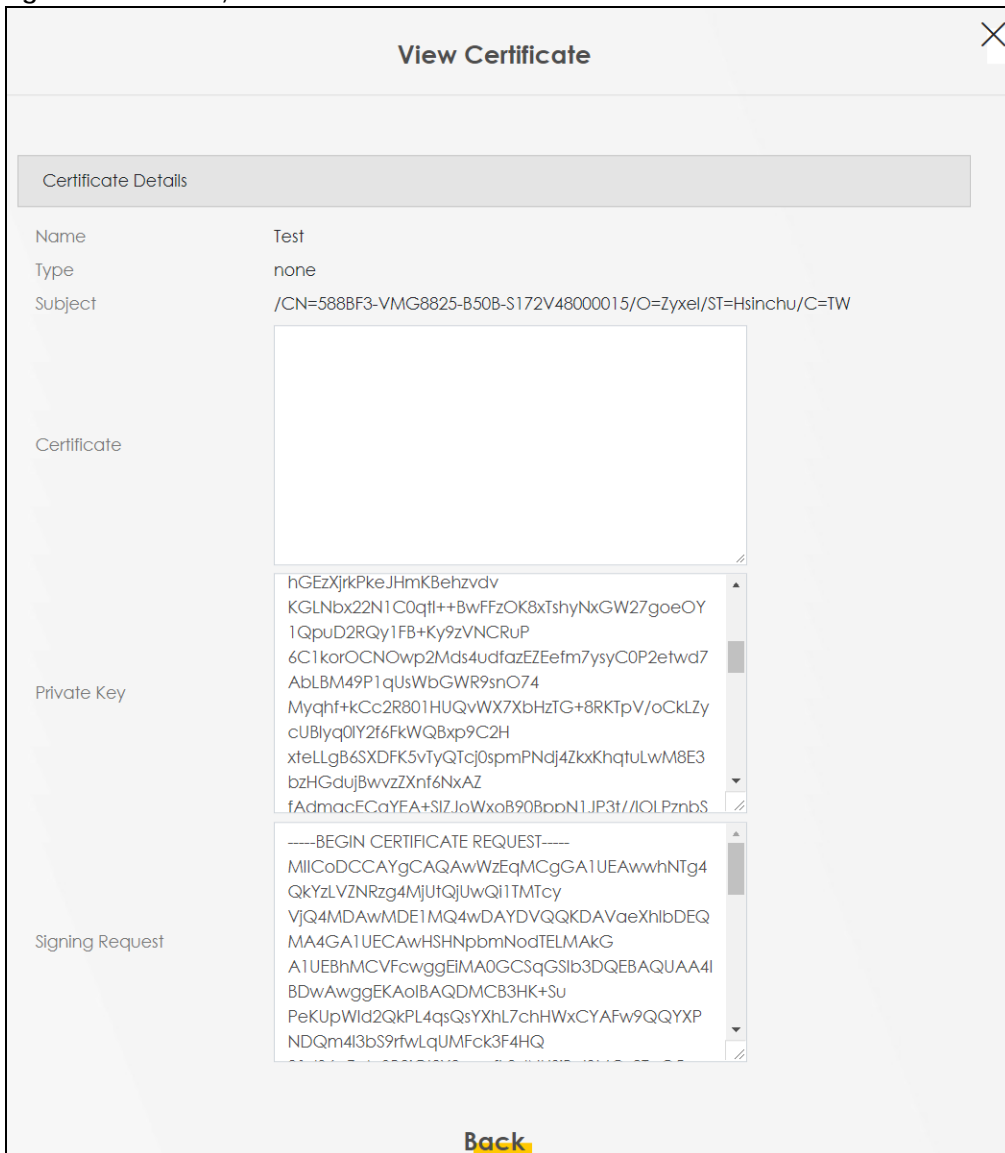 View Certificate
Certificate Details
Name Test
Type none
Subject /CN=588BF3-VMG8825-B50B-S172V48000015/O=Zyxel/ST=Hsinchu/C=TW
Certificate
hGEzXjrkPkeJHmKBehzvdv
KGLNbx22N1C0qtI++BwFFzOK8xTshyNxGW27goeOY
1QpuD2RQy1FB+Ky9zVNCRuP
6C1korOCNOwp2Mds4udfazEZEefm7ysyC0P2etwd7
AbLBM49P1qUsWbGWR9snO74
Private Key
Myqhf+kCc2R801HUQvWX7XbHzTG+8RKTpV/oCkLZy
cUBlyq0lY2f6FkWQBxp9C2H
xteLLgB6SXDFK5vTyQTcj0spmPNdj4ZkxKhqtuLwM8E3
bzHGdujBwvzZXnf6NxAZ
-----BEGIN CERTIFICATE REQUEST-----
MIICoDCCAYgCAQAwWzEqMCgGA1UEAwwhNTg4
QkYzLVZNRzg4MjUtQjUwQi1TMTcy
VjQ4MDAwMDE1MQ4wDAYDVQQKDAVaeXhlbDEQ
Signing Request
MA4GA1UECAwHSHNpbmNodTELMAkG
A1UEBhMCVFcwggEiMA0GCSqGSIb3DQEBAQUAA4I
BDwAwggEKAoIBAQDMCB3HK+Su
PeKUpWId2QkPL4qsQsYXhL7chHWxCYAFw9QQYXP
NDQm4I3bS9rfwLqUMFck3F4HQ
Back